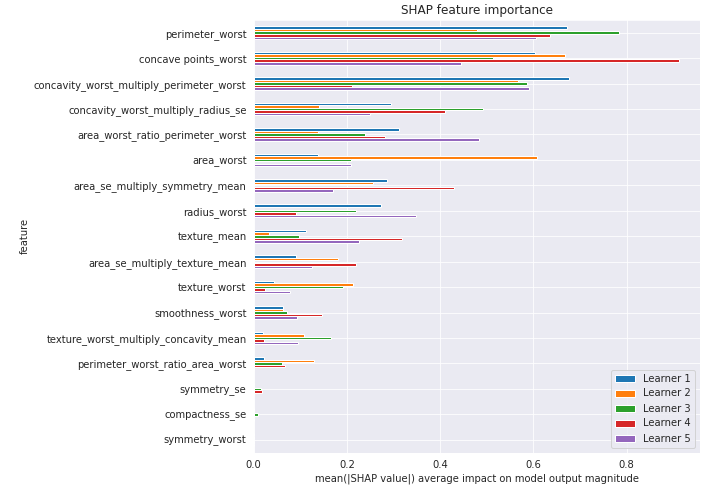 SHAP feature importance
perimeter_worst
concave points_worst
concavity_worst_multiply_perimeter_worst
concavity_worst_multiply_radius_se
area_worst_ratio_perimeter_worst
area_worst
area_se_multiply_symmetry_mean
radius_worst
texture_mean
area_se_multiply_texture_mean
texture_worst
smoothness_worst
texture_worst_multiply_concavity_mean
perimeter_worst_ratio_area_worst
symmetry_se
compactness_se
symmetry_worst
feature
Learner 1
Learner 2
Learner 3
Learner 4
Learner 5
0.0 0.2 0.4 0.6 0.8
mean(|SHAP value|) average impact on model output magnitude